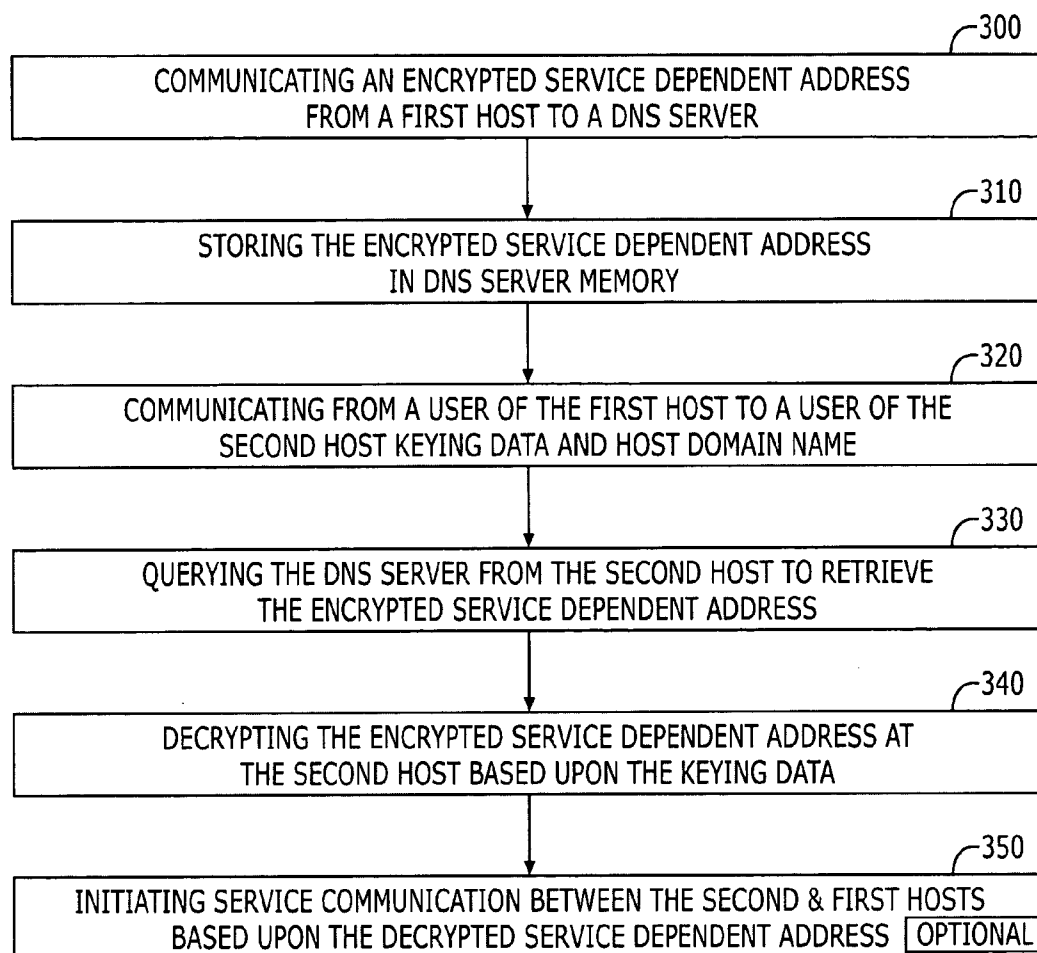 300
COMMUNICATING AN ENCRYPTED SERVICE DEPENDENT ADDRESS
FROM A FIRST HOST TO A DNS SERVER
310
STORING THE ENCRYPTED SERVICE DEPENDENT ADDRESS
IN DNS SERVER MEMORY
320
COMMUNICATING FROM A USER OF THE FIRST HOST TO A USER OF THE
SECOND HOST KEYING DATA AND HOST DOMAIN NAME
330
QUERYING THE DNS SERVER FROM THE SECOND HOST TO RETRIEVE
THE ENCRYPTED SERVICE DEPENDENT ADDRESS
340
DECRYPTING THE ENCRYPTED SERVICE DEPENDENT ADDRESS AT
THE SECOND HOST BASED UPON THE KEYING DATA
350
INITIATING SERVICE COMMUNICATION BETWEEN THE SECOND & FIRST HOSTS
BASED UPON THE DECRYPTED SERVICE DEPENDENT ADDRESS OPTIONAL